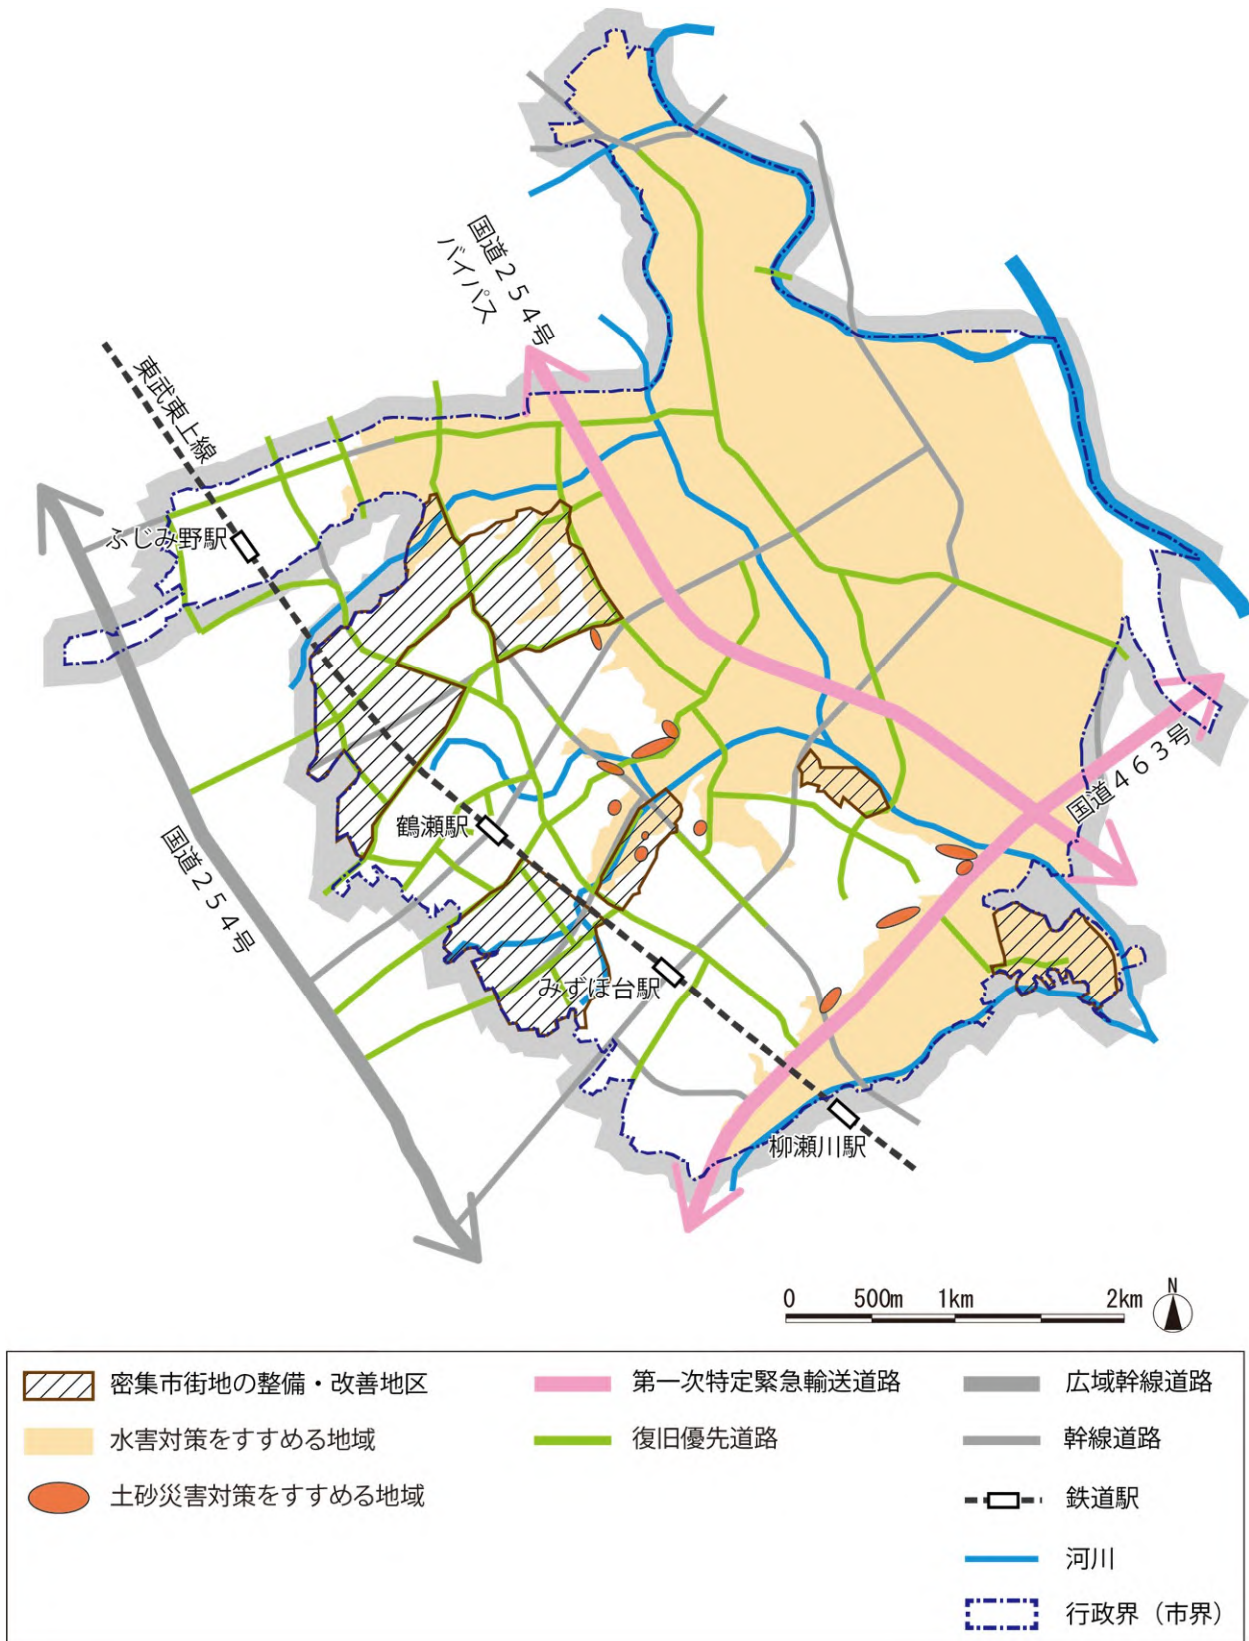 国道２５４号
バイパス
東武東上線
ふじみ野駅
国道４６３号
鶴瀬駅
国道２５４号
みずほ台駅
柳瀬川駅
0 500m 1km 2km
N
密集市街地の整備・改善地区
第一次特定緊急輸送道路
広域幹線道路
水害対策をすすめる地域
復旧優先道路
幹線道路
土砂災害対策をすすめる地域
鉄道駅
河川
行政界（市界）